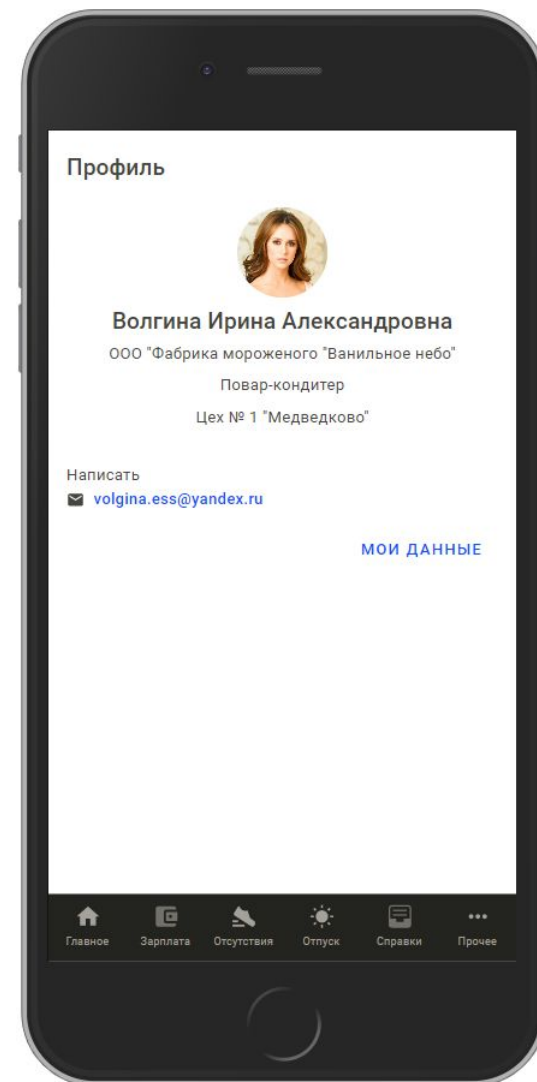 Профиль
Волгина Ирина Александровна
ООО "Фабрика мороженого "Ванильное небо"
Повар-кондитер
Цех № 1 "Медведково"
Написать
volgina.ess@yandex.ru
МОИ ДАННЫЕ
Главное Зарплата Отсутствия Отпуск Справки Прочее